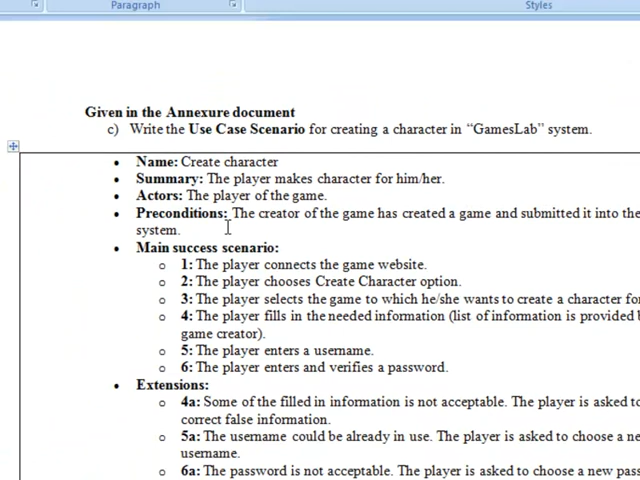 Paragraph
Styles
Given in the Annexure document
c) Write the Use Case Scenario for creating a character in “GamesLab” system.
• Name: Create character
• Summary: The player makes character for him/her.
• Actors: The player of the game.
• Preconditions: The creator of the game has created a game and submitted it into the
system.
• Main success scenario:
o 1: The player connects the game website.
o 2: The player chooses Create Character option.
o 3: The player selects the game to which he/she wants to create a character for
o 4: The player fills in the needed information (list of information is provided
game creator).
o 5: The player enters a username.
o 6: The player enters and verifies a password.
• Extensions:
o 4a: Some of the filled in information is not acceptable. The player is asked to
correct false information.
o 5a: The username could be already in use. The player is asked to choose a
username.
o 6a: The password is not acceptable. The player is asked to choose a new